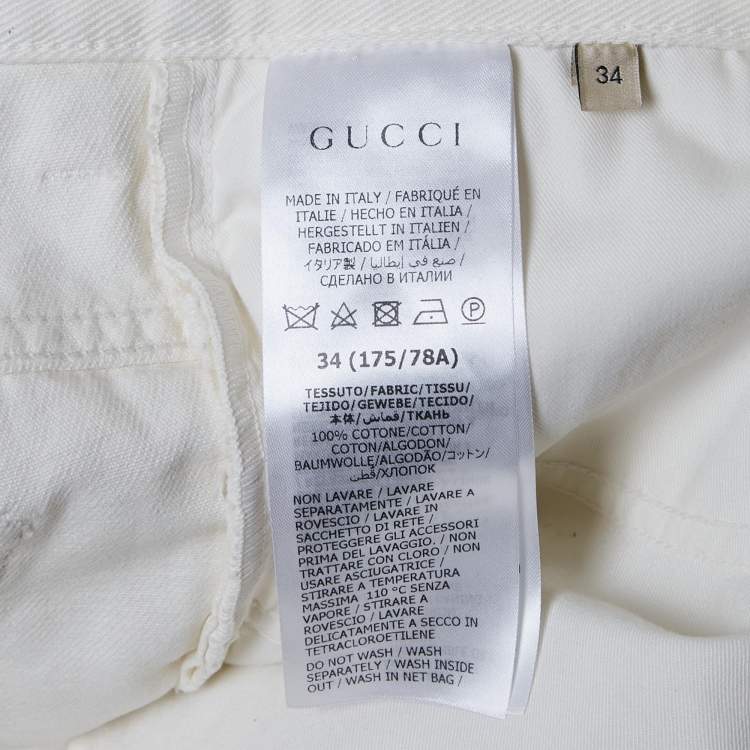 GUCCI
34
MADE IN ITALY / FABRIQUÉ EN
ITALIE / HECHO EN ITALIA /
HERGESTELLT IN ITALIEN /
FABRICADO EM ITÁLIA /
イタリア製 / صنع في إيطاليا /
СДЕЛАНО В ИТАЛИИ
P
34 (175/78A)
TESSUTO/FABRIC/TISSU/
TEJIDO/GEWEBE/TECIDO/
本体/قماش/ТКАНЬ
100% COTONE/COTTON/
COTON/ALGODON/
BAUMWOLLE/ALGODÃO/コットン/
قطن/ХЛОПОК
NON LAVARE / LAVARE
SEPARATAMENTE / LAVARE A
ROVESCIO / LAVARE IN
SACCHETTO DI RETE /
PROTEGGERE GLI ACCESSORI
PRIMA DEL LAVAGGIO. / NON
TRATTARE CON CLORO / NON
USARE ASCIUGATRICE /
STIRARE A TEMPERATURA
MASSIMA 110 °C SENZA
VAPORE / STIRARE A
ROVESCIO / LAVARE
DELICATAMENTE A SECCO IN
TETRACLOROETILENE
DO NOT WASH / WASH
SEPARATELY / WASH INSIDE
OUT / WASH IN NET BAG /